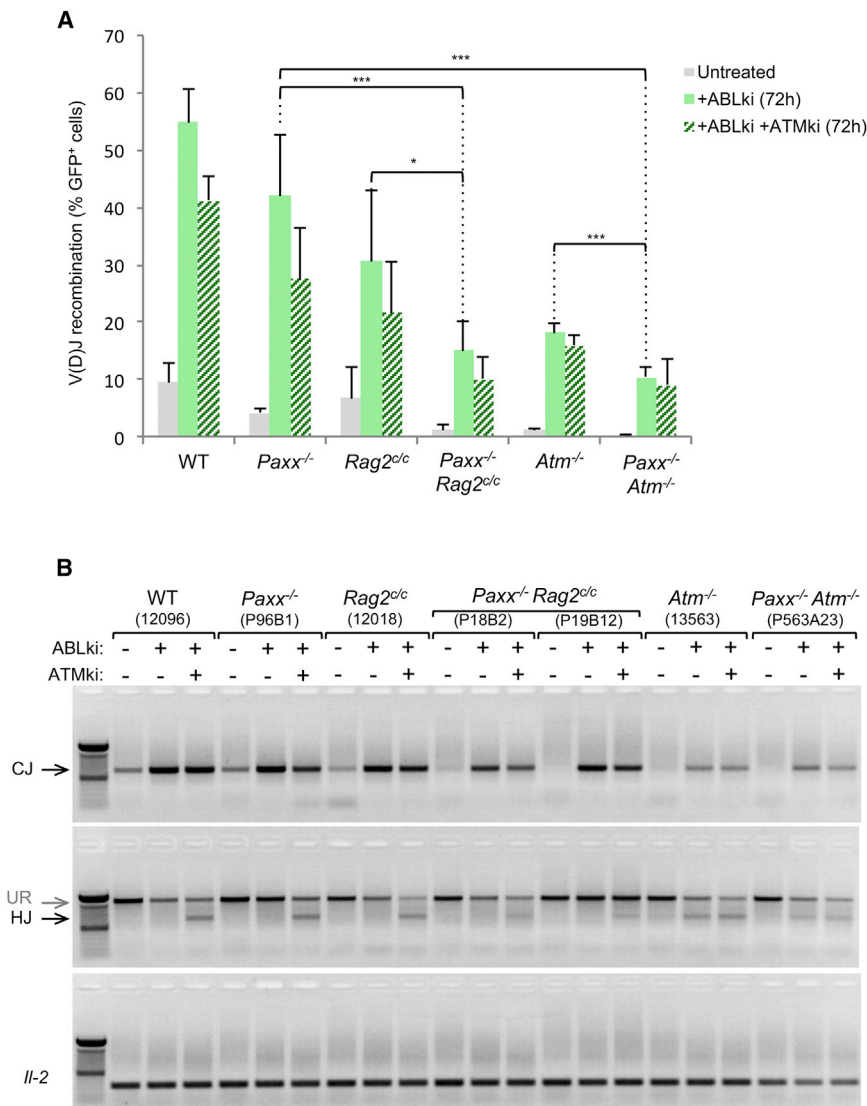 A
70
60
50
40
30
20
10
0
V(D)J recombination (% GFP⁺ cells)
***
***
*
***
Untreated
+ABLki (72h)
+ABLki +ATMki (72h)
WT Paxx⁻/⁻ Rag2ᶜ/ᶜ Paxx⁻/⁻ Atm⁻/⁻ Paxx⁻/⁻
Rag2ᶜ/ᶜ Atm⁻/⁻
B
WT Paxx⁻/⁻ Rag2ᶜ/ᶜ Paxx⁻/⁻ Rag2ᶜ/ᶜ Atm⁻/⁻ Paxx⁻/⁻ Atm⁻/⁻
(12096) (P96B1) (12018) (P18B2) (P19B12) (13563) (P563A23)
ABLki: - + + - + + - + + - + + - + + - + + - + +
ATMki: - - + - - + - - + - - + - - + - - + - - +
CJ
UR
HJ
Il-2